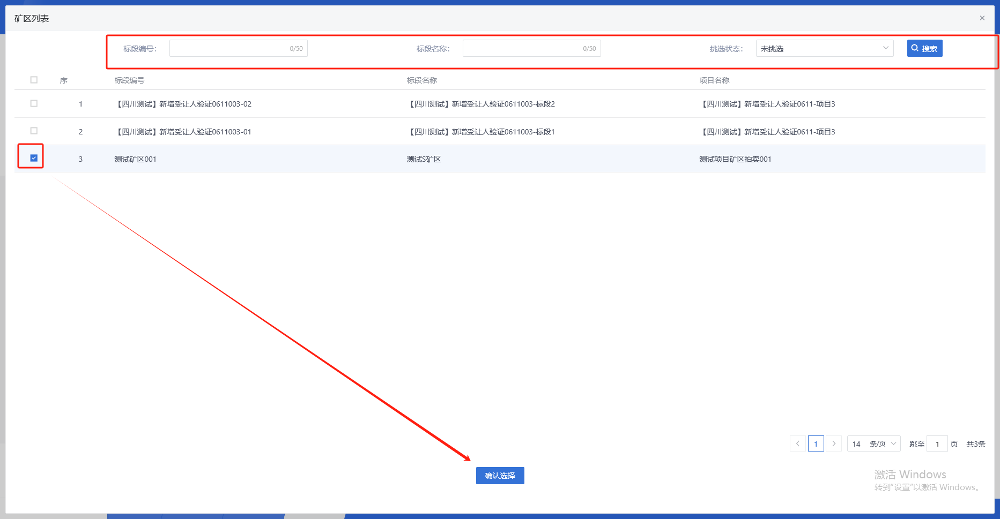 矿区列表
标段编号： 0/50 标段名称： 0/50 挑选状态： 未挑选 搜索
序 标段编号 标段名称 项目名称
1 【四川测试】新增受让人验证0611003-02 【四川测试】新增受让人验证0611003-标段2 【四川测试】新增受让人验证0611-项目3
2 【四川测试】新增受让人验证0611003-01 【四川测试】新增受让人验证0611003-标段1 【四川测试】新增受让人验证0611-项目3
3 测试矿区001 测试S矿区 测试项目矿区拍卖001
1 14 条/页 跳至 1 页 共3条
确认选择
激活 Windows
转到"设置"以激活 Windows。